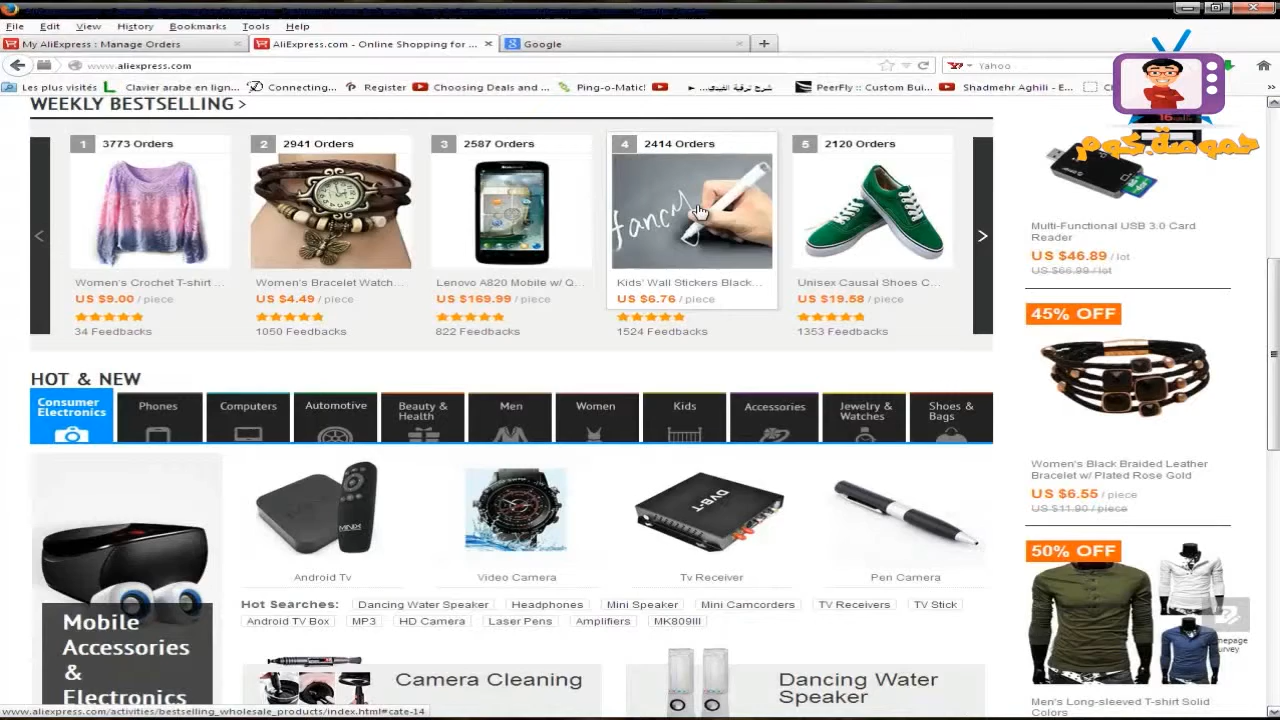 File Edit View History Bookmarks Tools Help
My AliExpress : Manage Orders
AliExpress.com - Online Shopping for ...
Google
www.aliexpress.com
Yahoo
Les plus visités
Clavier arabe en lign...
Connecting...
Register
Choosing Deals and ...
Ping-o-Matic!
PeerFly :: Custom Bui...
Shadmehr Aghili - E...
حموصة.كوم
WEEKLY BESTSELLING >
1 3773 Orders
2 2941 Orders
3 2587 Orders
4 2414 Orders
5 2120 Orders
fancy
Women's Crochet T-shirt ...
US $9.00 / piece
34 Feedbacks
Women's Bracelet Watch...
US $4.49 / piece
1050 Feedbacks
Lenovo A820 Mobile w/ Q...
US $169.99 / piece
822 Feedbacks
Kids' Wall Stickers Black...
US $6.76 / piece
1524 Feedbacks
Unisex Causal Shoes C...
US $19.58 / piece
1353 Feedbacks
Multi-Functional USB 3.0 Card
Reader
US $46.89 / lot
US $66.99 / lot
45% OFF
Women's Black Braided Leather
Bracelet w/ Plated Rose Gold
US $6.55 / piece
US $11.90 / piece
50% OFF
Men's Long-sleeved T-shirt Solid
Colors
HOT & NEW
Consumer
Electronics
Phones
Computers
Automotive
Beauty &
Health
Men
Women
Kids
Accessories
Jewelry &
Watches
Shoes &
Bags
MINIX
DVB-T
Android Tv
Video Camera
Tv Receiver
Pen Camera
Hot Searches: Dancing Water Speaker Headphones Mini Speaker Mini Camcorders TV Receivers TV Stick
Android TV Box MP3 HD Camera Laser Pens Amplifiers MK809III
Mobile
Accessories
&
Electronics
Camera Cleaning
Dancing Water
Speaker
Survey
www.aliexpress.com/activities/bestselling_wholesale_products/index.html#cate-14